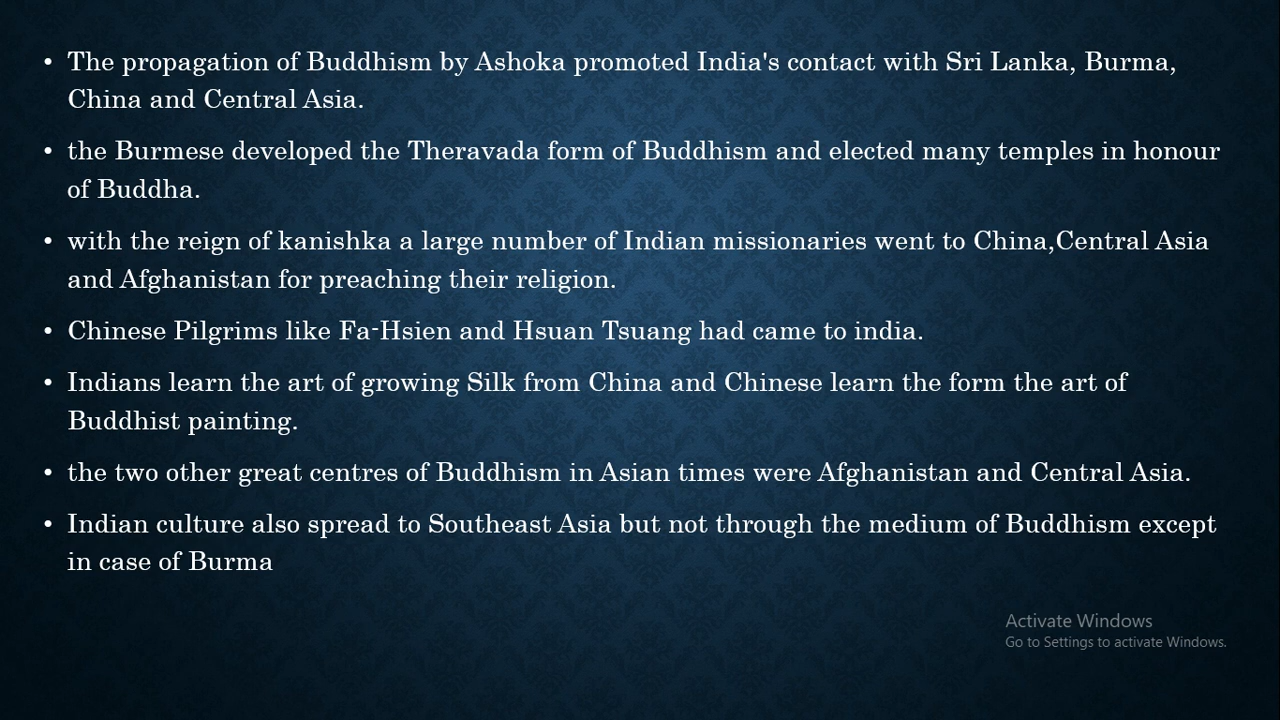 • The propagation of Buddhism by Ashoka promoted India's contact with Sri Lanka, Burma,
China and Central Asia.
• the Burmese developed the Theravada form of Buddhism and elected many temples in honour
of Buddha.
• with the reign of kanishka a large number of Indian missionaries went to China,Central Asia
and Afghanistan for preaching their religion.
• Chinese Pilgrims like Fa-Hsien and Hsuan Tsuang had came to india.
• Indians learn the art of growing Silk from China and Chinese learn the form the art of
Buddhist painting.
• the two other great centres of Buddhism in Asian times were Afghanistan and Central Asia.
• Indian culture also spread to Southeast Asia but not through the medium of Buddhism except
in case of Burma
Activate Windows
Go to Settings to activate Windows.